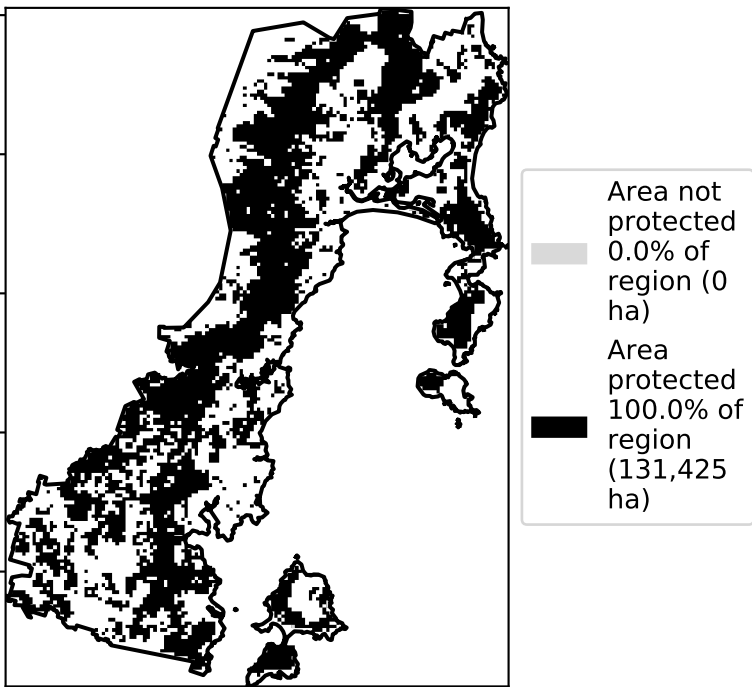 Area not
protected
0.0% of
region (0
ha)
Area
protected
100.0% of
region
(131,425
ha)